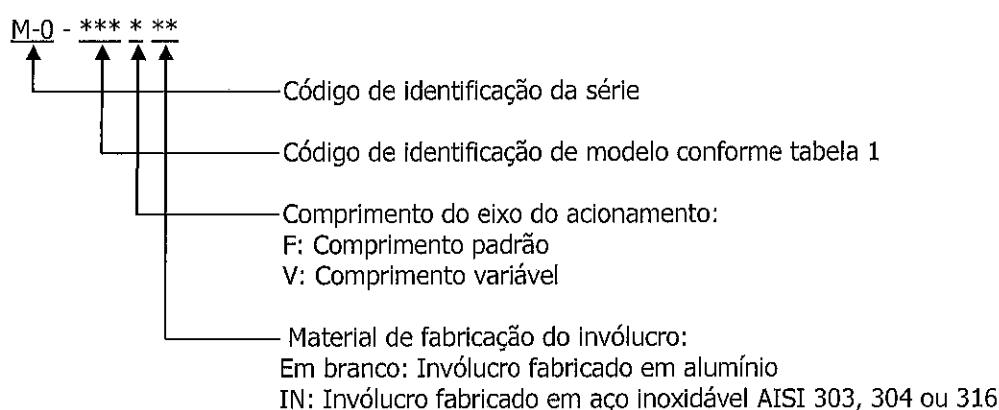 M-0 - *** * **
Código de identificação da série
Código de identificação de modelo conforme tabela 1
Comprimento do eixo do acionamento:
F: Comprimento padrão
V: Comprimento variável
Material de fabricação do invólucro:
Em branco: Invólucro fabricado em alumínio
IN: Invólucro fabricado em aço inoxidável AISI 303, 304 ou 316